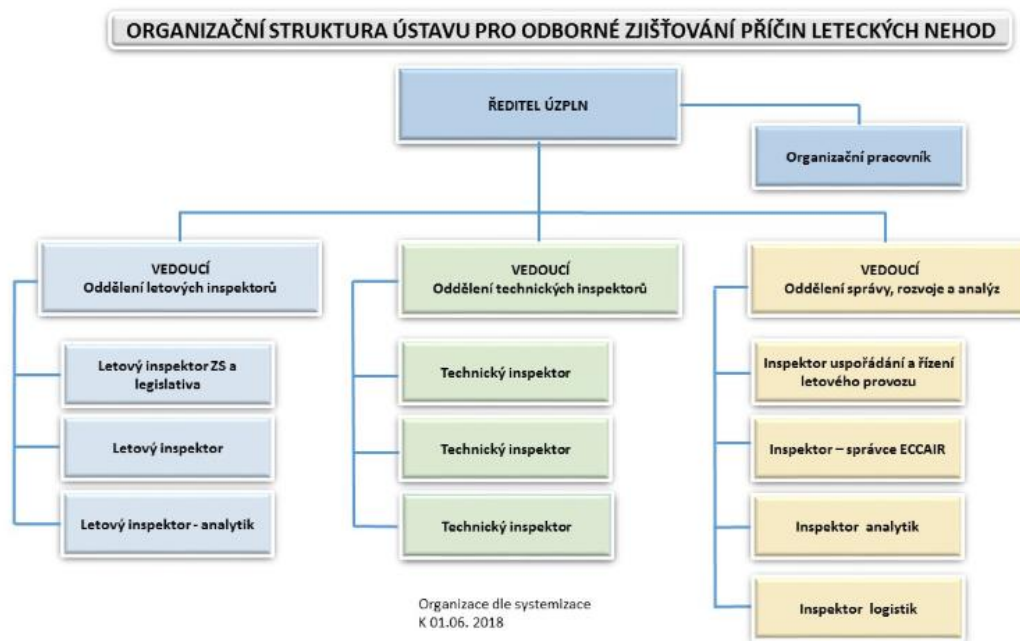 ORGANIZAČNÍ STRUKTURA ÚSTAVU PRO ODBORNÉ ZJIŠŤOVÁNÍ PŘÍČIN LETECKÝCH NEHOD
ŘEDITEL ÚZPLN
Organizační pracovník
VEDOUCÍ
Oddělení letových inspektorů
Letový inspektor ZS a
legislativa
Letový inspektor
Letový inspektor - analytik
VEDOUCÍ
Oddělení technických inspektorů
Technický inspektor
Technický inspektor
Technický inspektor
VEDOUCÍ
Oddělení správy, rozvoje a analýz
Inspektor uspořádání a řízení
letového provozu
Inspektor – správce ECCAIR
Inspektor analytik
Inspektor logistik
Organizace dle systemizace
K 01.06. 2018